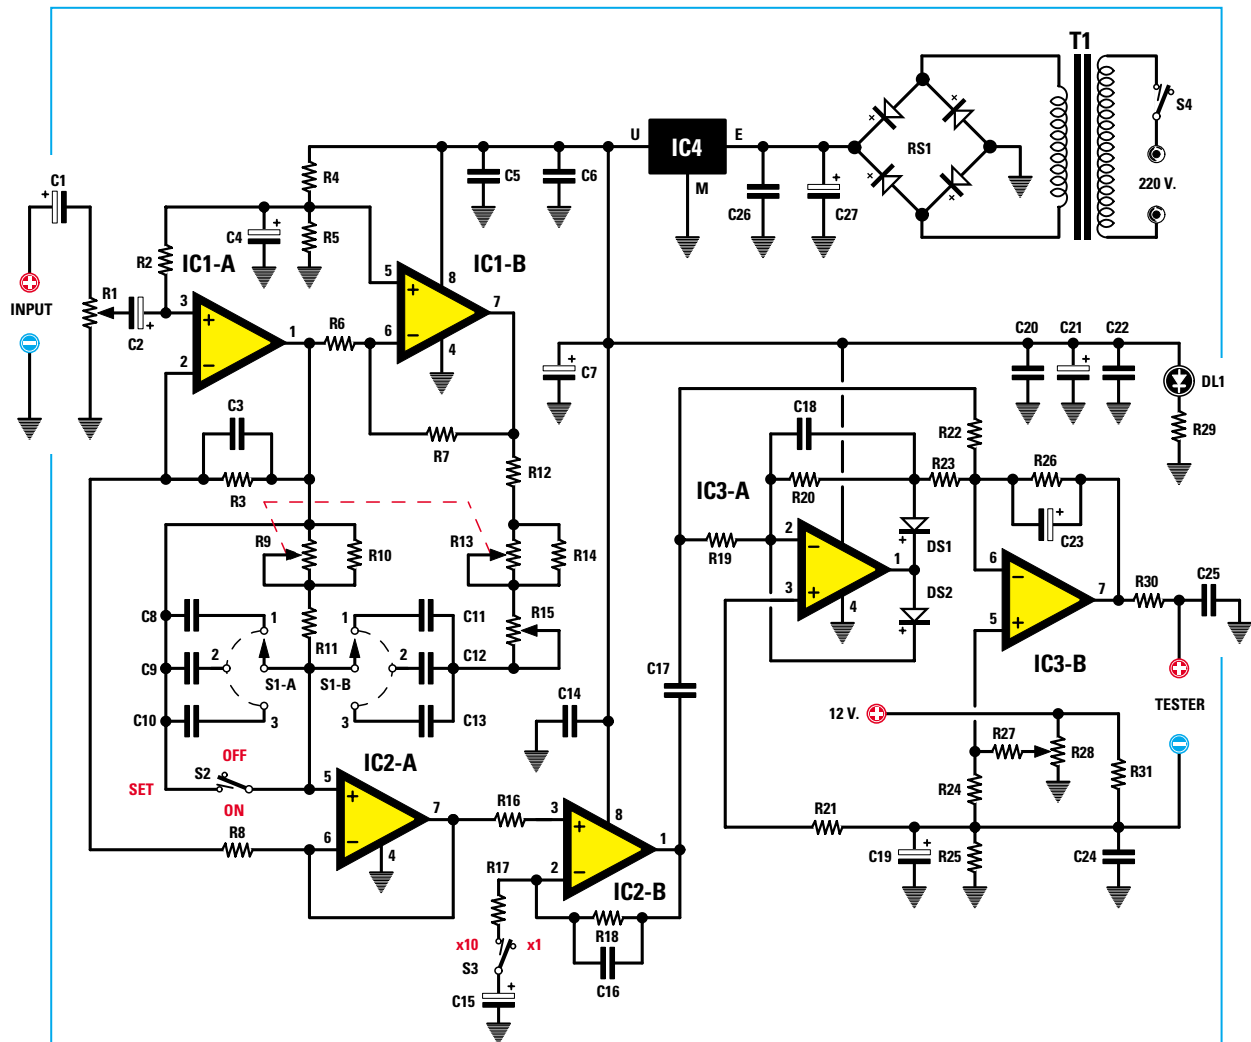 T1
S4
U
IC4
E
RS1
C1
R4
M
C5
C6
220 V.
C26
C27
C4
R5
R2
IC1-A
IC1-B
+
5
8
7
+
3
+
R1
INPUT
+
C2
+
1
R6
6
−
4
2
−
C20
C21
C22
C7
DL1
C3
C18
R22
R29
R7
R12
R23
R26
R3
IC3-A
R20
R9
R10
R13
R14
R19
2
−
DS1
C23
6
−
1
IC3-B
7
R30
C25
3
+
DS2
5
+
4
C8
1
1
C11
R15
R11
C9
2
S1-A
S1-B
2
C12
C17
C10
3
3
C13
C14
TESTER
12 V.
R27
R28
OFF
IC2-A
SET
S2
ON
5
+
7
R16
3
+
8
R24
R31
R21
R8
6
−
4
1
R17
2
−
IC2-B
C19
R25
C24
x10
x1
R18
S3
C15
C16